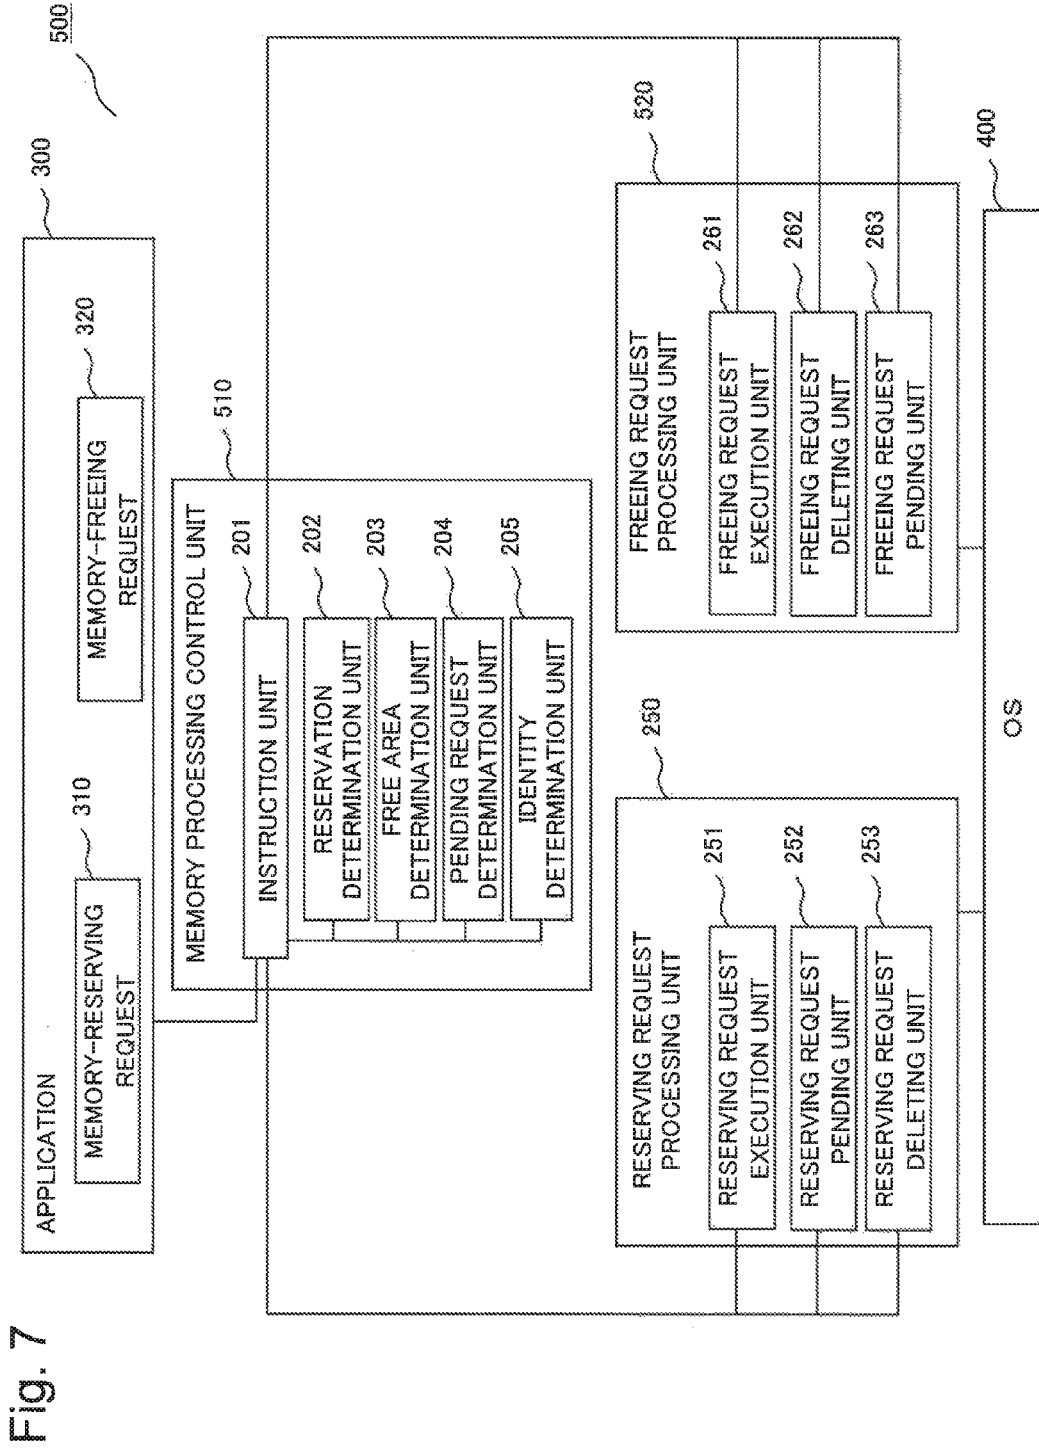 Fig. 7
500
APPLICATION
300
MEMORY-RESERVING
REQUEST
310
MEMORY-FREEING
REQUEST
320
MEMORY PROCESSING CONTROL UNIT
510
INSTRUCTION UNIT
201
RESERVATION
DETERMINATION UNIT
202
FREE AREA
DETERMINATION UNIT
203
PENDING REQUEST
DETERMINATION UNIT
204
IDENTITY
DETERMINATION UNIT
205
RESERVING REQUEST
PROCESSING UNIT
250
RESERVING REQUEST
EXECUTION UNIT
251
RESERVING REQUEST
PENDING UNIT
252
RESERVING REQUEST
DELETING UNIT
253
FREEING REQUEST
PROCESSING UNIT
520
FREEING REQUEST
EXECUTION UNIT
261
FREEING REQUEST
DELETING UNIT
262
FREEING REQUEST
PENDING UNIT
263
OS
400